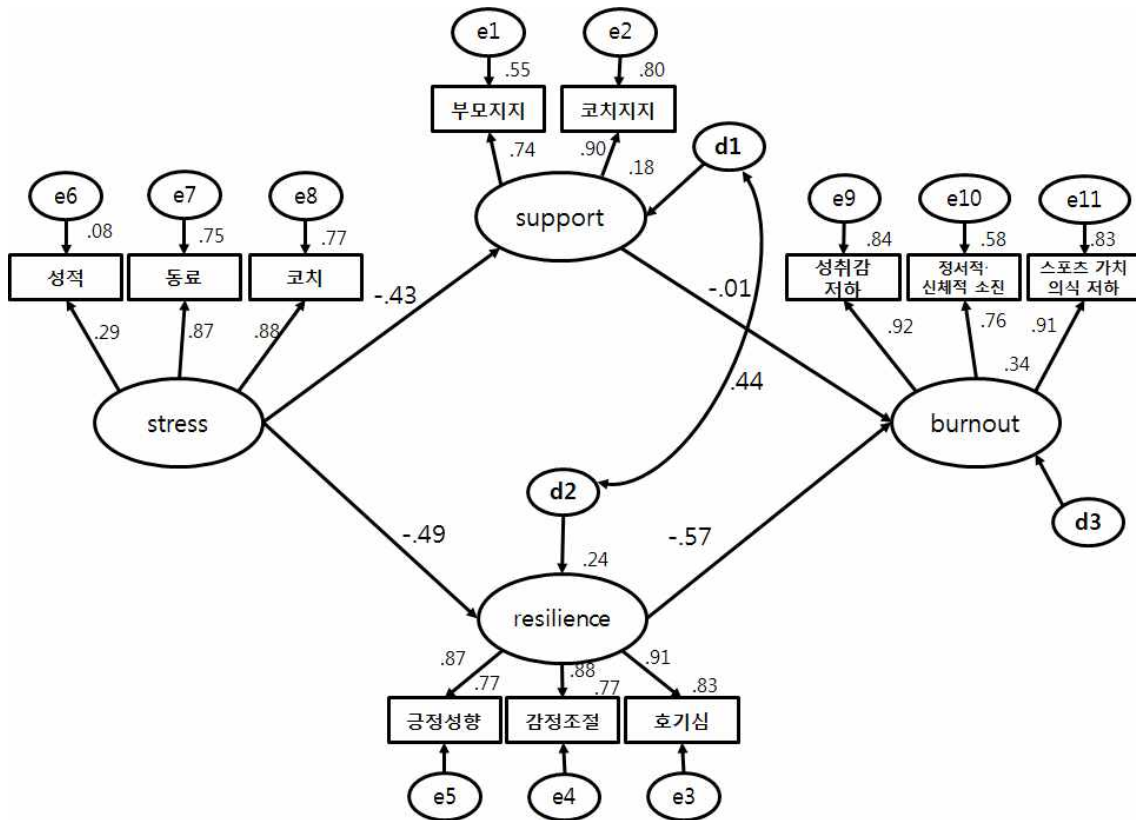 e1
e2
.55
.80
부모지지
코치지지
d1
.74
.90
.18
support
e6
e7
e8
.08
.75
.77
성적
동료
코치
.29
.87
.88
stress
-.43
-.49
-.01
.44
e9
e10
e11
.84
.58
.83
성취감
저하
정서적·
신체적 소진
스포츠 가치
의식 저하
.92
.76
.91
.34
burnout
d3
d2
.24
-.57
resilience
.87
.88
.91
.77
.77
.83
긍정성향
감정조절
호기심
e5
e4
e3